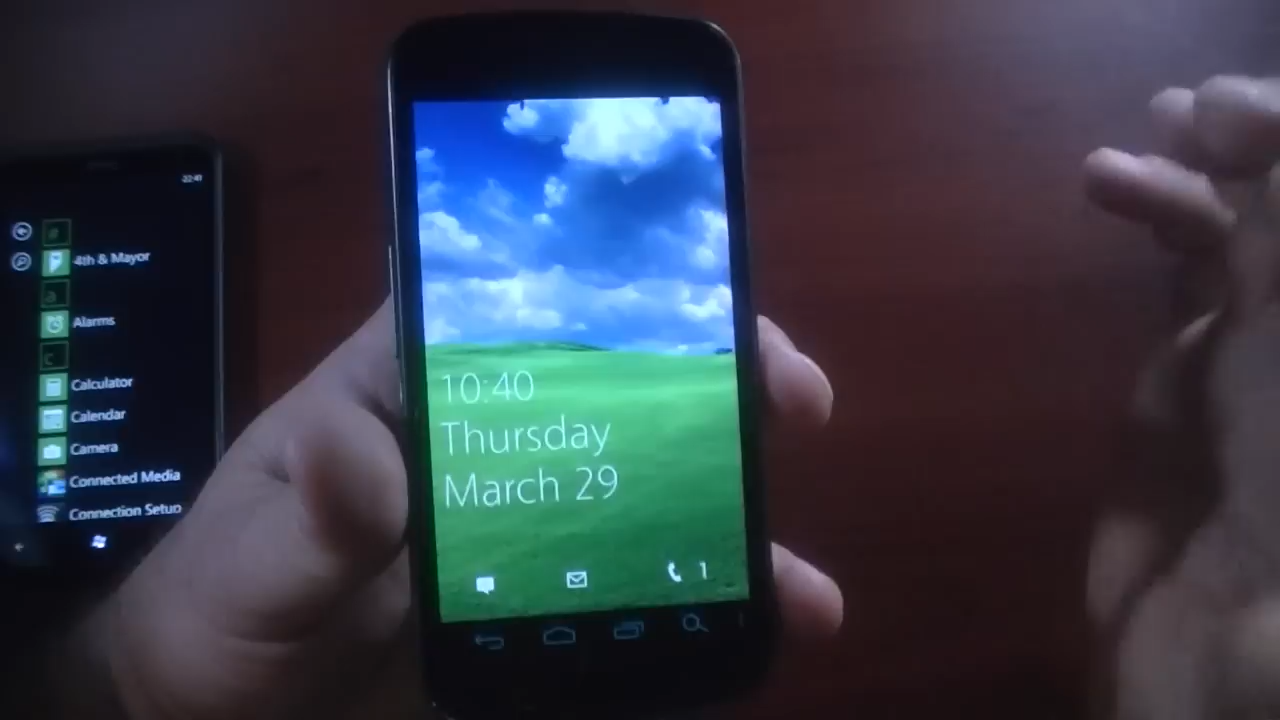 22:41
e
4th & Mayor
a
Alarms
c
Calculator
Calendar
Camera
Connected Media
Connection Setup
10:40
Thursday
March 29
1